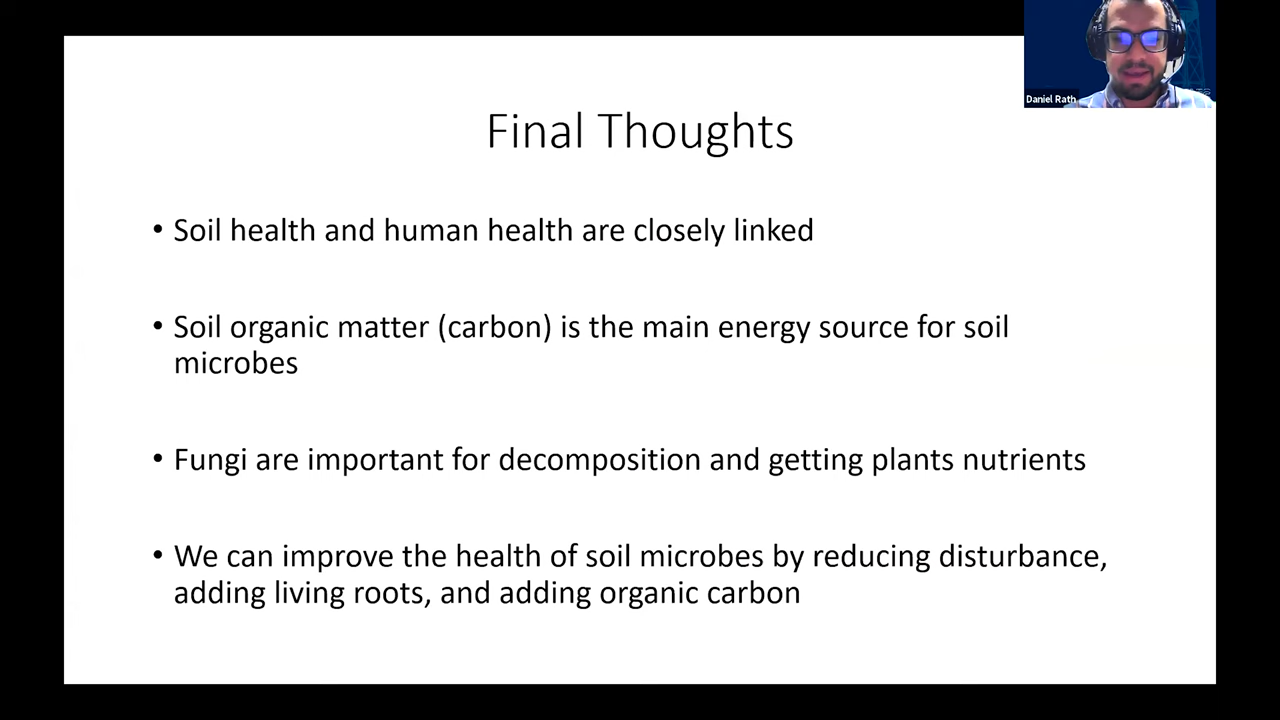 Daniel Rath
Final Thoughts
• Soil health and human health are closely linked
• Soil organic matter (carbon) is the main energy source for soil
microbes
• Fungi are important for decomposition and getting plants nutrients
• We can improve the health of soil microbes by reducing disturbance,
adding living roots, and adding organic carbon